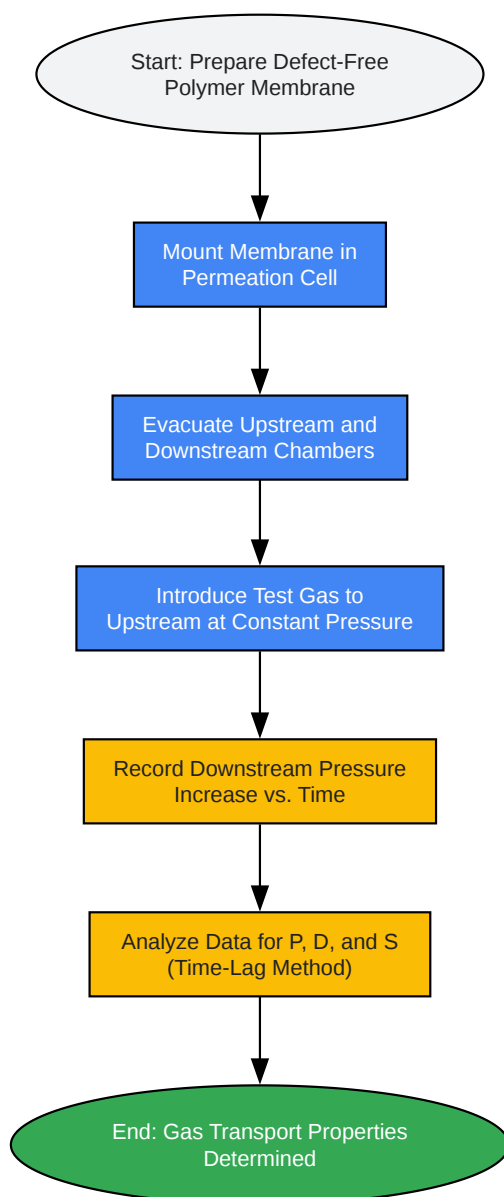 Start: Prepare Defect-Free
Polymer Membrane
Mount Membrane in
Permeation Cell
Evacuate Upstream and
Downstream Chambers
Introduce Test Gas to
Upstream at Constant Pressure
Record Downstream Pressure
Increase vs. Time
Analyze Data for P, D, and S
(Time-Lag Method)
End: Gas Transport Properties
Determined